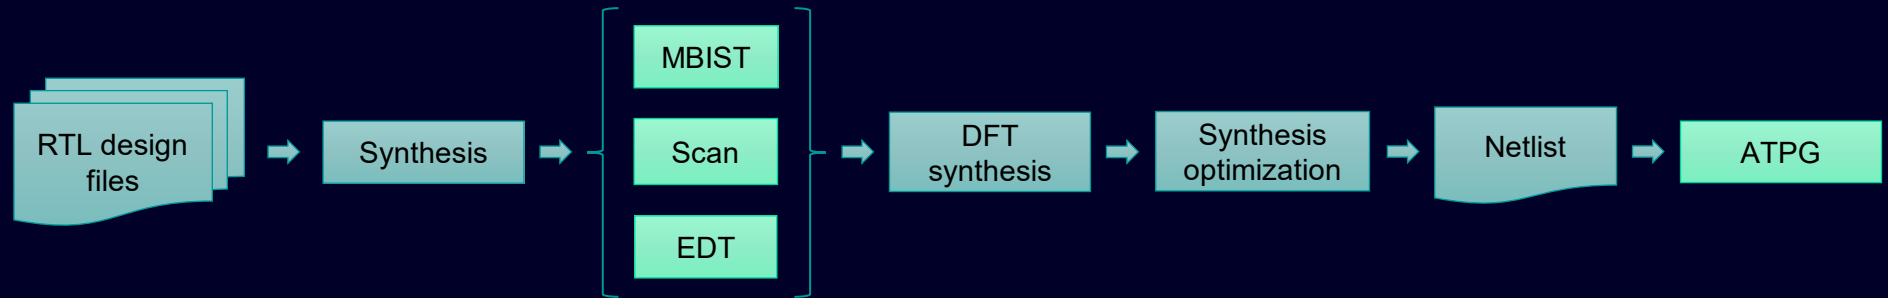 RTL design
files
Synthesis
MBIST
Scan
EDT
DFT
synthesis
Synthesis
optimization
Netlist
ATPG